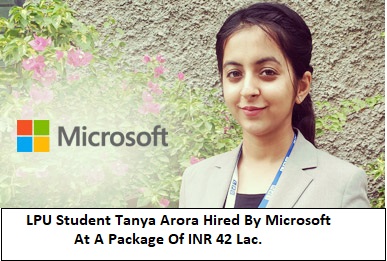 Microsoft
LPU Student Tanya Arora Hired By Microsoft
At A Package Of INR 42 Lac.